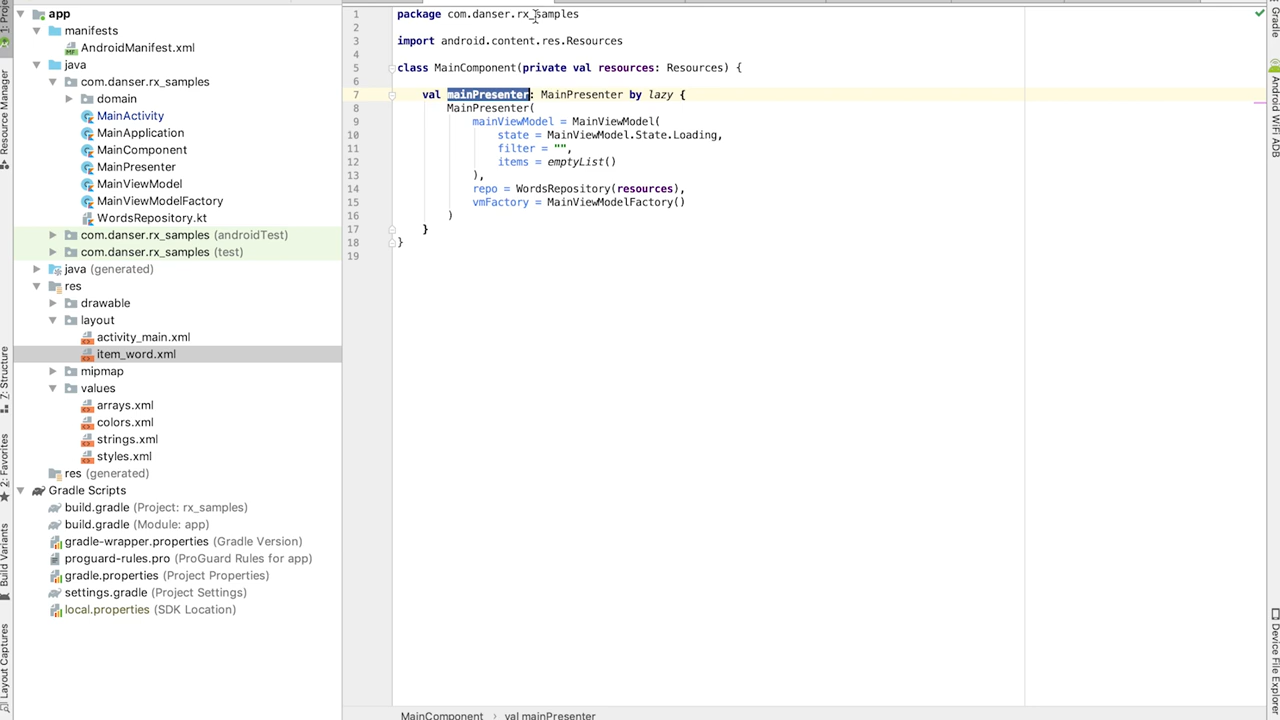 1: Proje
Resource Manager
7: Structure
2: Favorites
Build Variants
Layout Captures
app
manifests
AndroidManifest.xml
java
com.danser.rx_samples
domain
MainActivity
MainApplication
MainComponent
MainPresenter
MainViewModel
MainViewModelFactory
WordsRepository.kt
com.danser.rx_samples (androidTest)
com.danser.rx_samples (test)
java (generated)
res
drawable
layout
activity_main.xml
item_word.xml
mipmap
values
arrays.xml
colors.xml
strings.xml
styles.xml
res (generated)
Gradle Scripts
build.gradle (Project: rx_samples)
build.gradle (Module: app)
gradle-wrapper.properties (Gradle Version)
proguard-rules.pro (ProGuard Rules for app)
gradle.properties (Project Properties)
settings.gradle (Project Settings)
local.properties (SDK Location)
1 package com.danser.rx_samples
2
3 import android.content.res.Resources
4
5 class MainComponent(private val resources: Resources) {
6
7 val mainPresenter: MainPresenter by lazy {
8 MainPresenter(
9 mainViewModel = MainViewModel(
10 state = MainViewModel.State.Loading,
11 filter = "",
12 items = emptyList()
13 ),
14 repo = WordsRepository(resources),
15 vmFactory = MainViewModelFactory()
16 )
17 }
18 }
19
MainComponent › val mainPresenter
Gradle
Android WiFi ADB
Device File Explorer